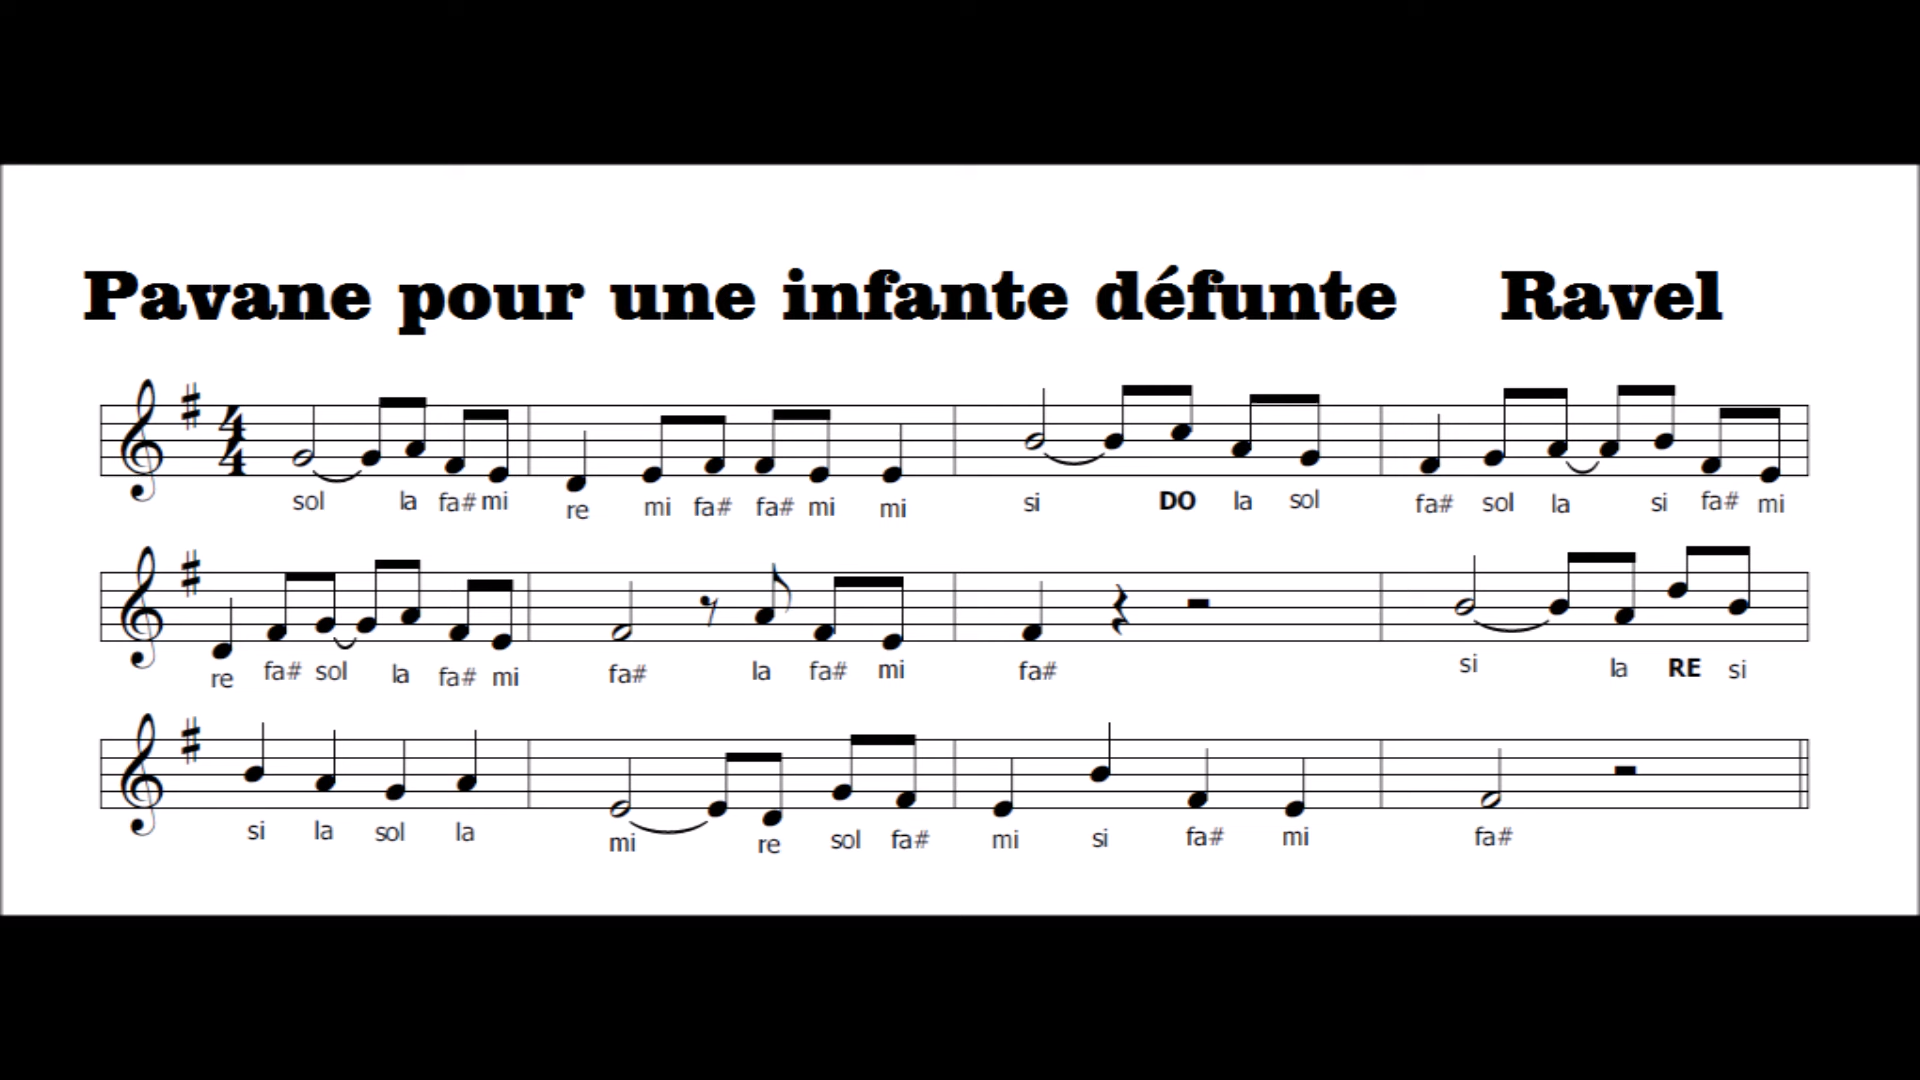 Pavane pour une infante défunte Ravel
4/4
sol la fa# mi re mi fa# fa# mi mi si DO la sol fa# sol la si fa# mi
re fa# sol la fa# mi fa# la fa# mi fa# si la RE si
si la sol la mi re sol fa# mi si fa# mi fa#